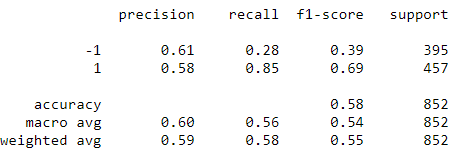 precision recall f1-score support
-1 0.61 0.28 0.39 395
1 0.58 0.85 0.69 457
accuracy 0.58 852
macro avg 0.60 0.56 0.54 852
weighted avg 0.59 0.58 0.55 852